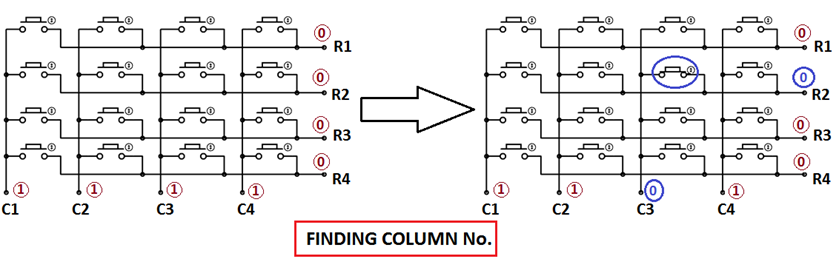 0 R1
0 R2
0 R3
0 R4
1 1 1 1
C1 C2 C3 C4
0 R1
0 R2
0 R3
0 R4
1 1 0 1
C1 C2 C3 C4
FINDING COLUMN No.